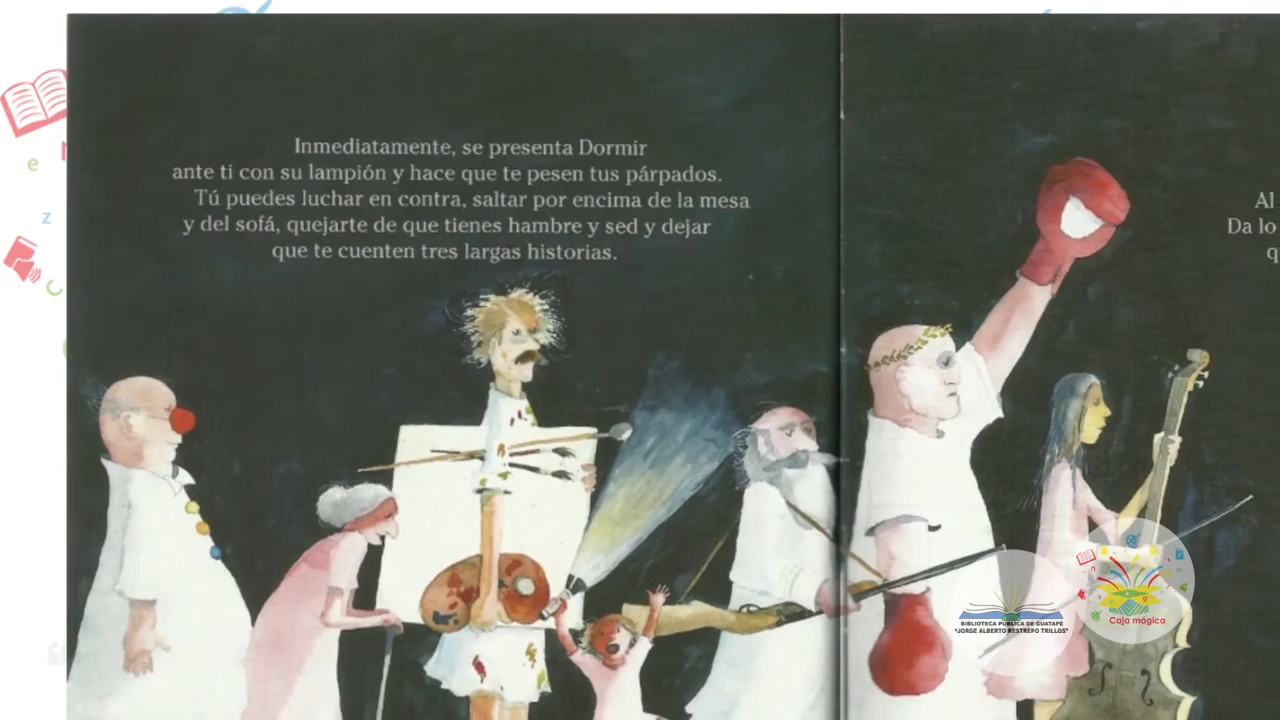 Inmediatamente, se presenta Dormir
ante ti con su lampión y hace que te pesen tus párpados.
Tú puedes luchar en contra, saltar por encima de la mesa
y del sofá, quejarte de que tienes hambre y sed y dejar
que te cuenten tres largas historias.
Al
Da lo
q
e
z
BIBLIOTECA PÚBLICA DE GUATAPÉ
"JORGE ALBERTO RESTREPO TRILLOS"
Caja mágica